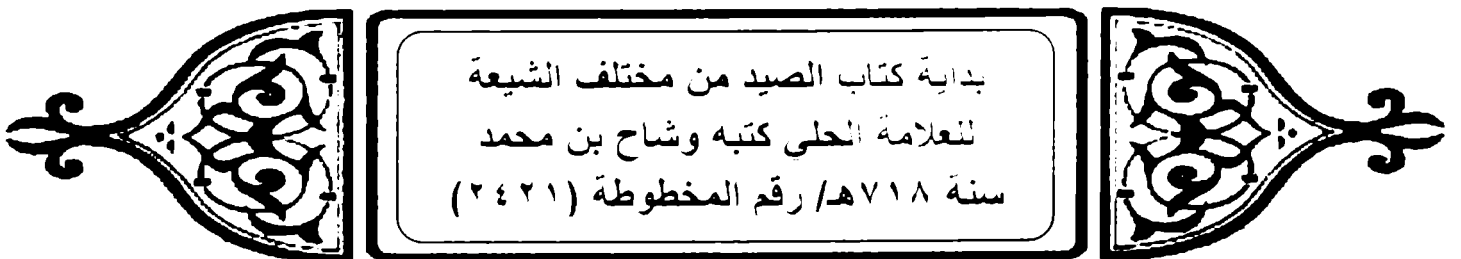 بداية كتاب الصيد من مختلف الشيعة
للعلامة الحلي كتبه وشاح بن محمد
سنة ٧١٨هـ/ رقم المخطوطة (٢٤٢١)